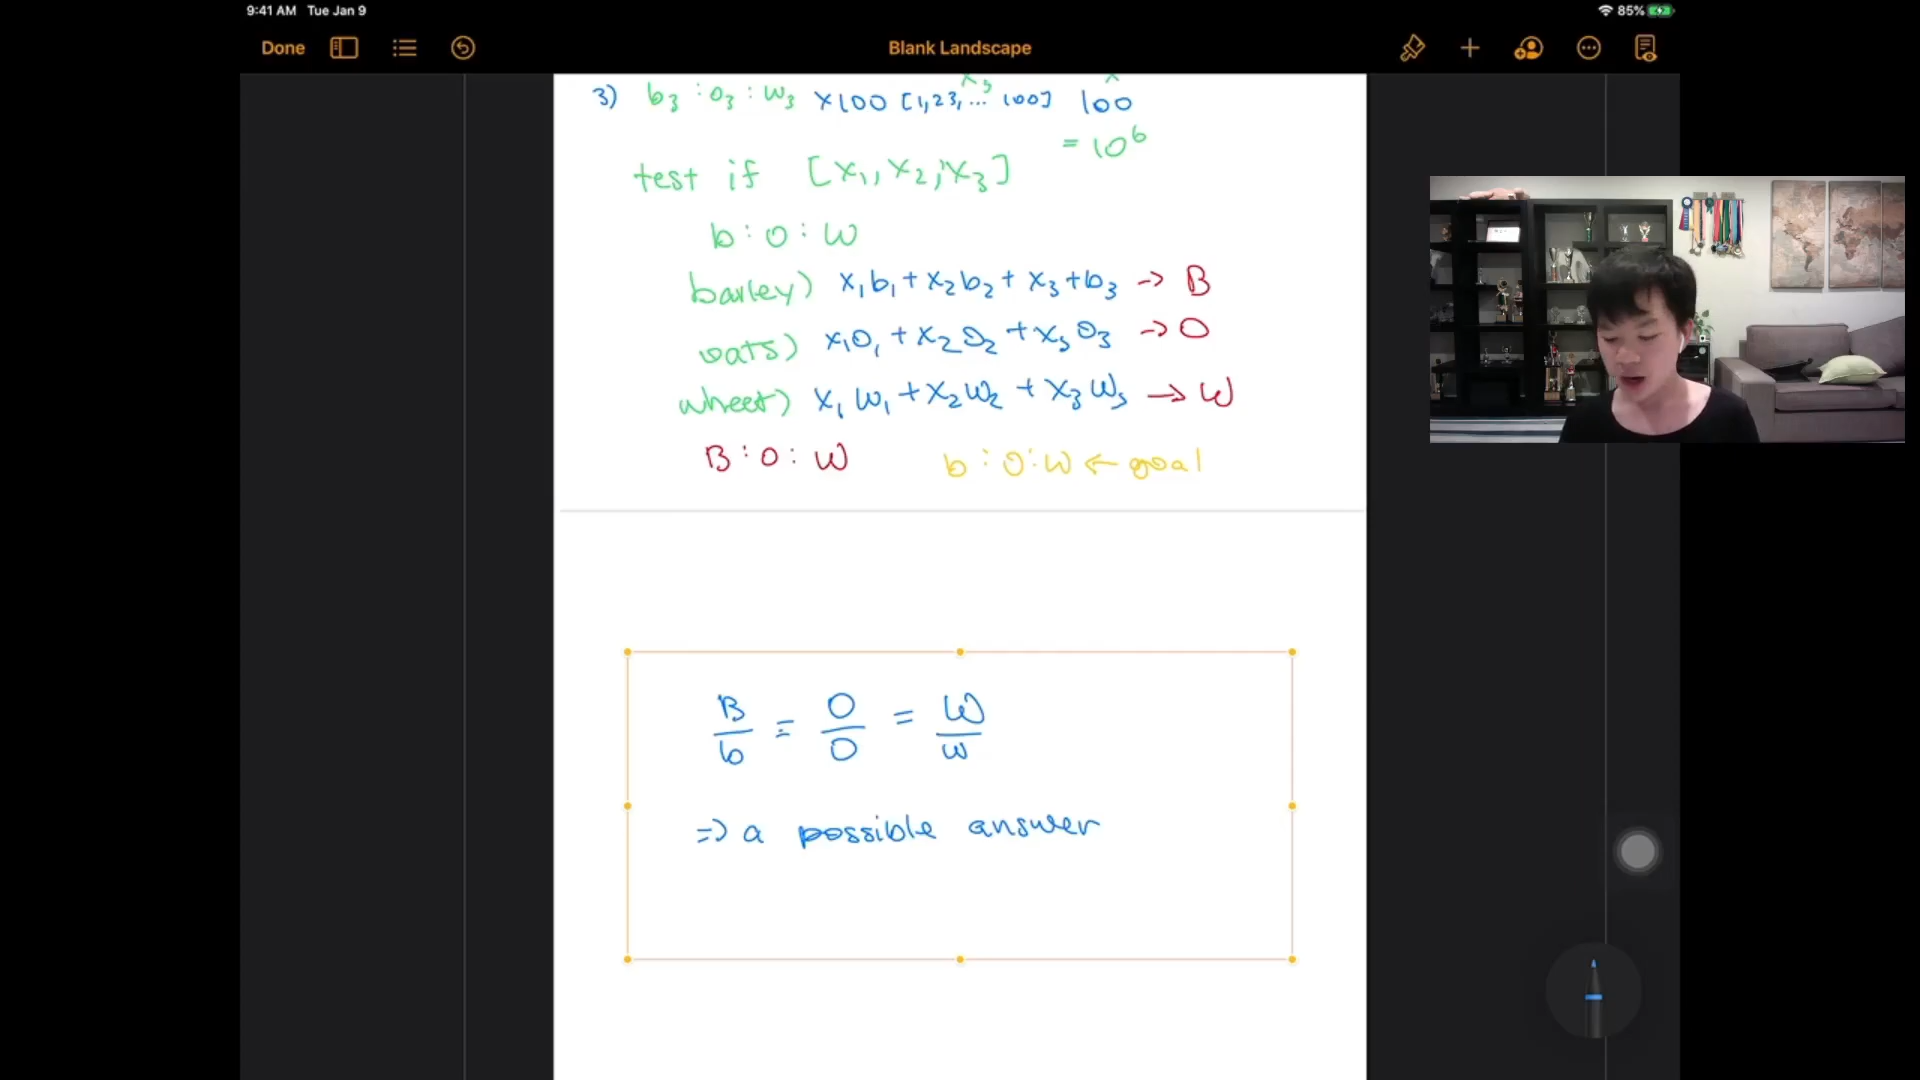 9:41 AM Tue Jan 9
85%
Done
Blank Landscape
3) b₃ : o₃ : w₃ x100 [1,2,3,... 100] 100
x₃
= 10⁶
test if [x₁, x₂, x₃]
b : o : w
barley) x₁b₁ + x₂b₂ + x₃+b₃ -> B
oats) x₁o₁ + x₂o₂ + x₃o₃ -> O
wheet) x₁w₁ + x₂w₂ + x₃w₃ -> W
B : O : W b : o : w <- goal
B/b = O/o = W/w
=> a possible answer